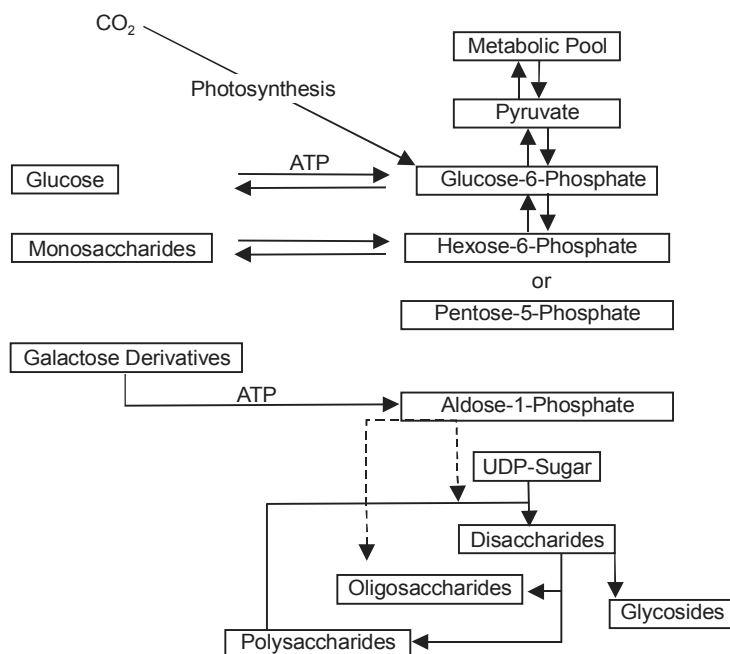 CO₂
Metabolic Pool
Photosynthesis
Pyruvate
ATP
Glucose
Glucose-6-Phosphate
Monosaccharides
Hexose-6-Phosphate
or
Pentose-5-Phosphate
Galactose Derivatives
ATP
Aldose-1-Phosphate
UDP-Sugar
Disaccharides
Oligosaccharides
Glycosides
Polysaccharides